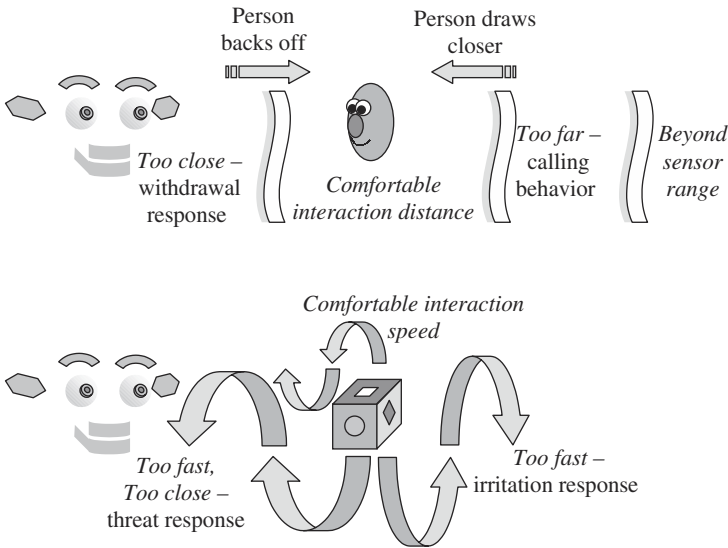 Person
backs off
Person draws
closer
Too close –
withdrawal
response
Comfortable
interaction distance
Too far –
calling
behavior
Beyond
sensor
range
Comfortable interaction
speed
Too fast,
Too close –
threat response
Too fast –
irritation response